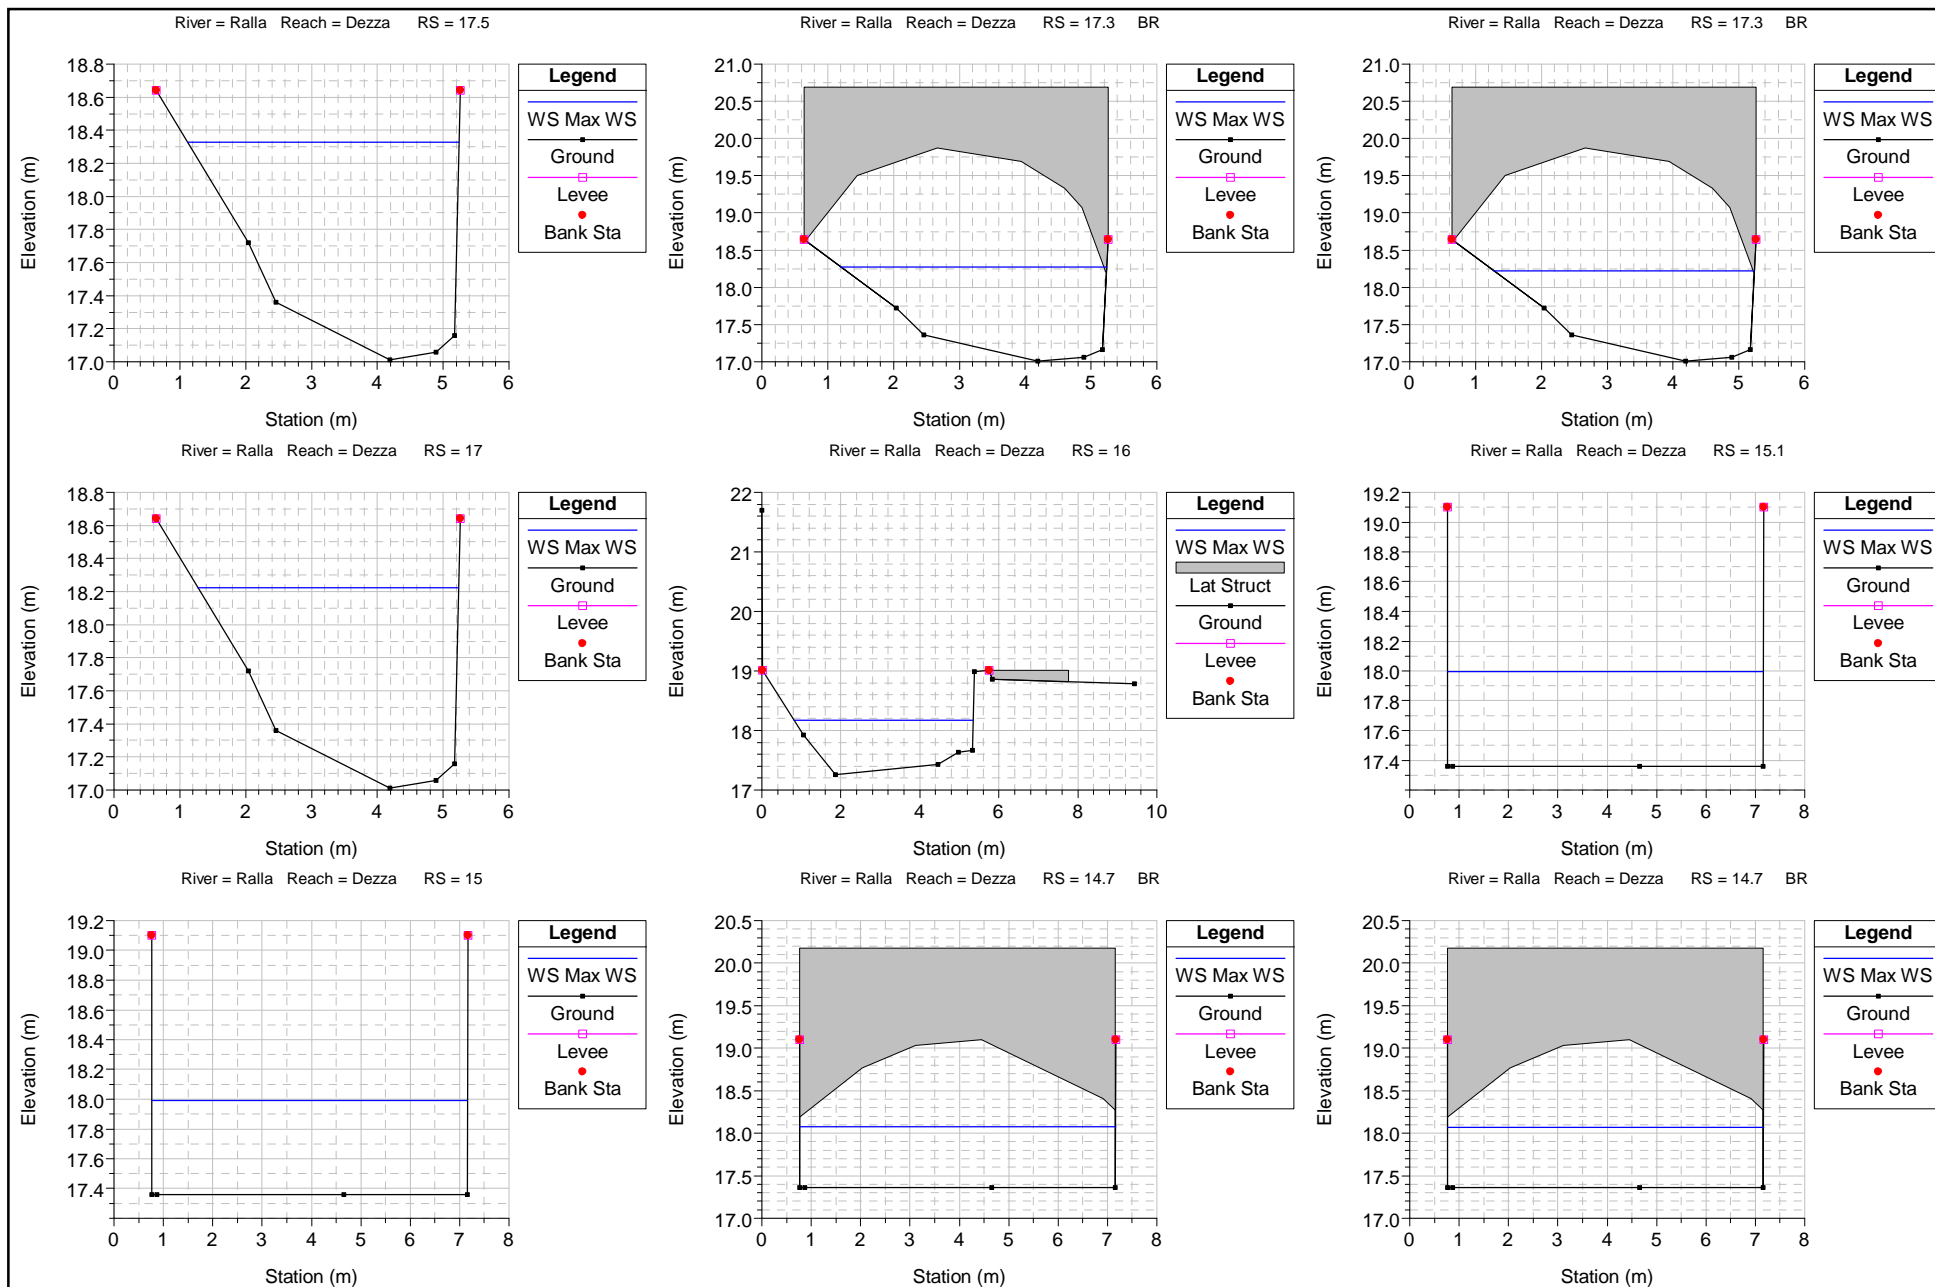 River = Ralla Reach = Dezza RS = 17.5
18.8
18.6
18.4
18.2
18.0
17.8
17.6
17.4
17.2
17.0
0 1 2 3 4 5 6
Elevation (m)
Station (m)
Legend
WS Max WS
Ground
Levee
Bank Sta
River = Ralla Reach = Dezza RS = 17.3 BR
21.0
20.5
20.0
19.5
19.0
18.5
18.0
17.5
17.0
0 1 2 3 4 5 6
Elevation (m)
Station (m)
Legend
WS Max WS
Ground
Levee
Bank Sta
River = Ralla Reach = Dezza RS = 17.3 BR
21.0
20.5
20.0
19.5
19.0
18.5
18.0
17.5
17.0
0 1 2 3 4 5 6
Elevation (m)
Station (m)
Legend
WS Max WS
Ground
Levee
Bank Sta
River = Ralla Reach = Dezza RS = 17
18.8
18.6
18.4
18.2
18.0
17.8
17.6
17.4
17.2
17.0
0 1 2 3 4 5 6
Elevation (m)
Station (m)
Legend
WS Max WS
Ground
Levee
Bank Sta
River = Ralla Reach = Dezza RS = 16
22
21
20
19
18
17
0 2 4 6 8 10
Elevation (m)
Station (m)
Legend
WS Max WS
Lat Struct
Ground
Levee
Bank Sta
River = Ralla Reach = Dezza RS = 15.1
19.2
19.0
18.8
18.6
18.4
18.2
18.0
17.8
17.6
17.4
0 1 2 3 4 5 6 7 8
Elevation (m)
Station (m)
Legend
WS Max WS
Ground
Levee
Bank Sta
River = Ralla Reach = Dezza RS = 15
19.2
19.0
18.8
18.6
18.4
18.2
18.0
17.8
17.6
17.4
0 1 2 3 4 5 6 7 8
Elevation (m)
Station (m)
Legend
WS Max WS
Ground
Levee
Bank Sta
River = Ralla Reach = Dezza RS = 14.7 BR
20.5
20.0
19.5
19.0
18.5
18.0
17.5
17.0
0 1 2 3 4 5 6 7 8
Elevation (m)
Station (m)
Legend
WS Max WS
Ground
Levee
Bank Sta
River = Ralla Reach = Dezza RS = 14.7 BR
20.5
20.0
19.5
19.0
18.5
18.0
17.5
17.0
0 1 2 3 4 5 6 7 8
Elevation (m)
Station (m)
Legend
WS Max WS
Ground
Levee
Bank Sta